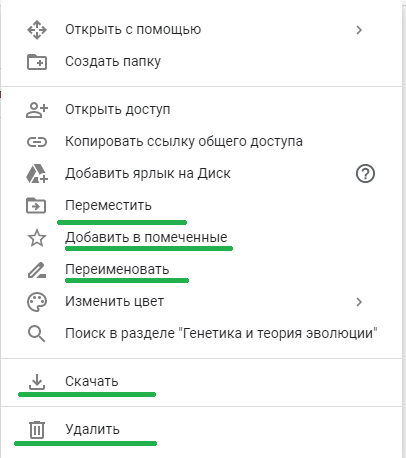 Открыть с помощью
Создать папку
Открыть доступ
Копировать ссылку общего доступа
Добавить ярлык на Диск
Переместить
Добавить в помеченные
Переименовать
Изменить цвет
Поиск в разделе "Генетика и теория эволюции"
Скачать
Удалить